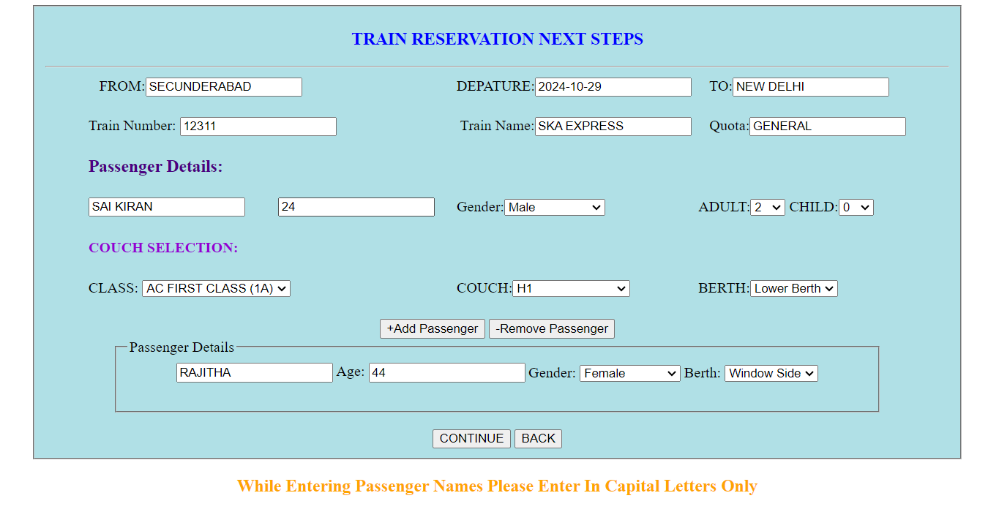 TRAIN RESERVATION NEXT STEPS
FROM: SECUNDERABAD DEPATURE: 2024-10-29 TO: NEW DELHI
Train Number: 12311 Train Name: SKA EXPRESS Quota: GENERAL
Passenger Details:
SAI KIRAN 24 Gender: Male ADULT: 2 CHILD: 0
COUCH SELECTION:
CLASS: AC FIRST CLASS (1A) COUCH: H1 BERTH: Lower Berth
+Add Passenger -Remove Passenger
Passenger Details
RAJITHA Age: 44 Gender: Female Berth: Window Side
CONTINUE BACK
While Entering Passenger Names Please Enter In Capital Letters Only